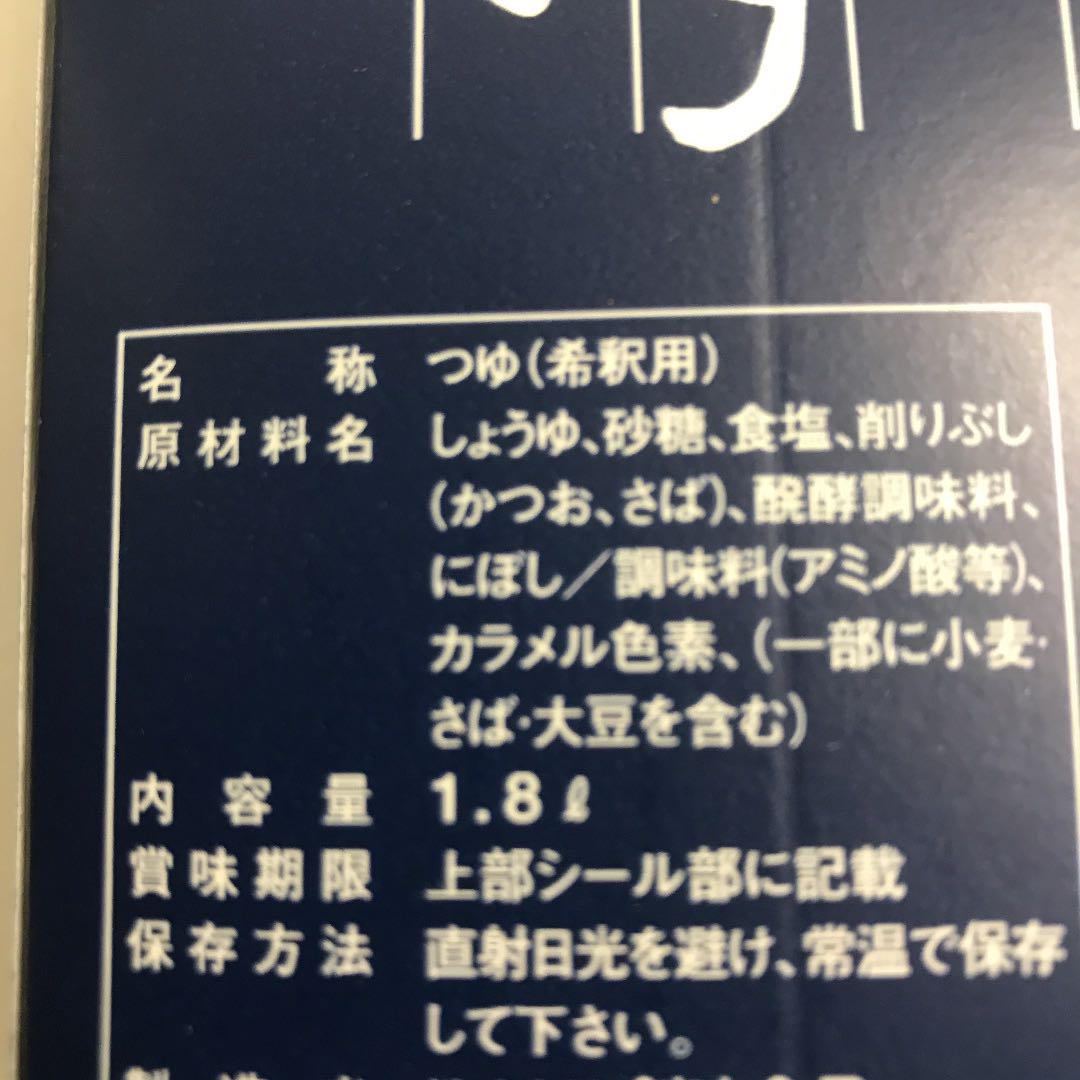 名称 つゆ(希釈用)
原材料名 しょうゆ、砂糖、食塩、削りぶし
(かつお、さば)、醗酵調味料、
にぼし／調味料(アミノ酸等)、
カラメル色素、(一部に小麦・
さば・大豆を含む)
内容量 1.8ℓ
賞味期限 上部シール部に記載
保存方法 直射日光を避け、常温で保存
して下さい。